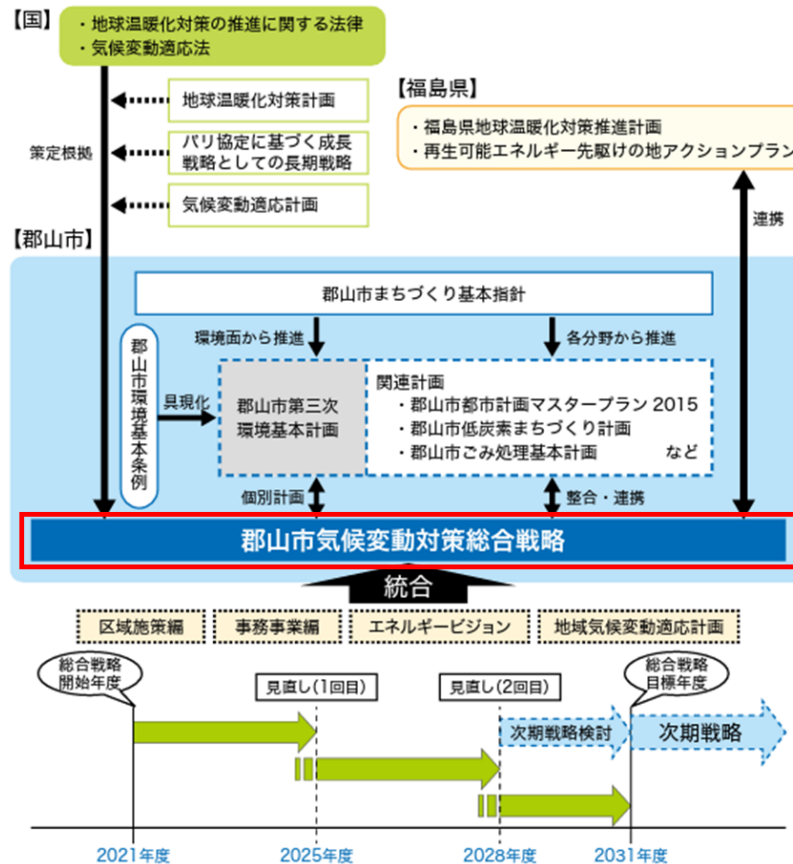 【国】
・地球温暖化対策の推進に関する法律
・気候変動適応法
地球温暖化対策計画
策定根拠
パリ協定に基づく成長
戦略としての長期戦略
気候変動適応計画
【福島県】
・福島県地球温暖化対策推進計画
・再生可能エネルギー先駆けの地アクションプラン
連携
【郡山市】
郡山市まちづくり基本指針
環境面から推進
各分野から推進
郡山市環境基本条例
具現化
郡山市第三次
環境基本計画
関連計画
・郡山市都市計画マスタープラン 2015
・郡山市低炭素まちづくり計画
・郡山市ごみ処理基本計画 など
個別計画
整合・連携
郡山市気候変動対策総合戦略
統合
区域施策編
事務事業編
エネルギービジョン
地域気候変動適応計画
総合戦略
開始年度
見直し(1回目)
見直し(2回目)
総合戦略
目標年度
次期戦略検討
次期戦略
2021年度
2025年度
2028年度
2031年度